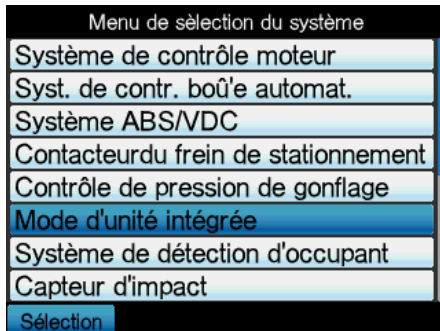 Menu de sèlection du système
Système de contrôle moteur
Syst. de contr. boû'e automat.
Système ABS/VDC
Contacteurdu frein de stationnement
Contrôle de pression de gonflage
Mode d'unité intégrée
Système de détection d'occupant
Capteur d'impact
Sélection